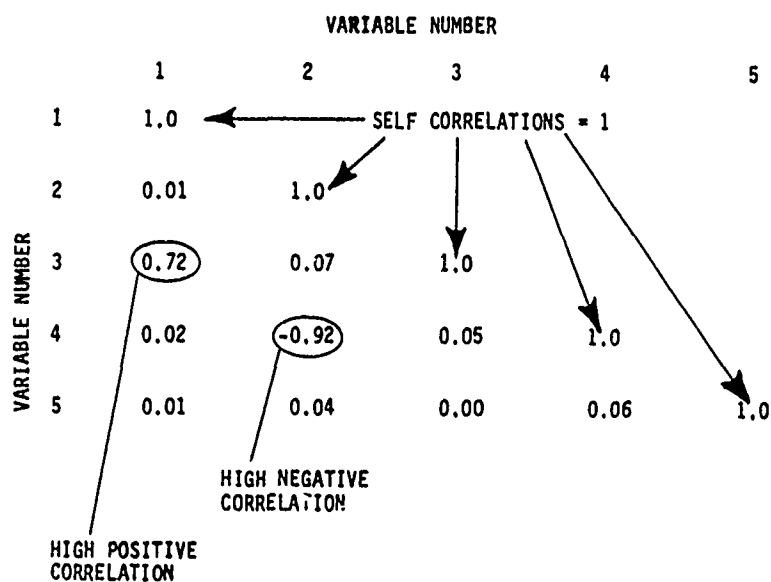 VARIABLE NUMBER
1 2 3 4 5
1 1.0 SELF CORRELATIONS = 1
2 0.01 1.0
3 0.72 0.07 1.0
4 0.02 -0.92 0.05 1.0
5 0.01 0.04 0.00 0.06 1.0
VARIABLE NUMBER
HIGH NEGATIVE
CORRELATION
HIGH POSITIVE
CORRELATION